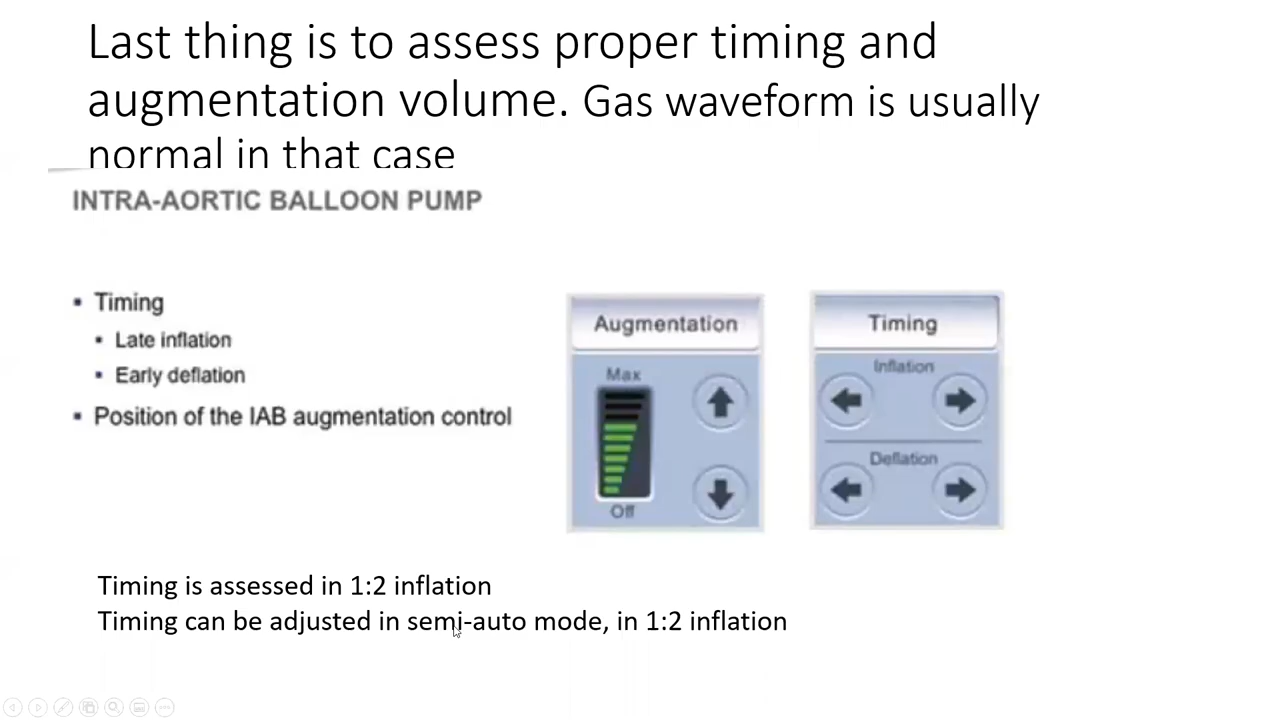 Last thing is to assess proper timing and
augmentation volume. Gas waveform is usually
normal in that case
INTRA-AORTIC BALLOON PUMP
▪ Timing
▪ Late inflation
▪ Early deflation
▪ Position of the IAB augmentation control
Augmentation
Max
Off
Timing
Inflation
Deflation
Timing is assessed in 1:2 inflation
Timing can be adjusted in semi-auto mode, in 1:2 inflation